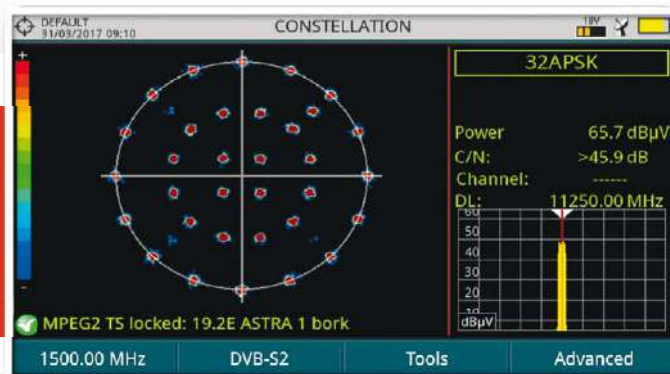 DEFAULT
31/03/2017 09:10
CONSTELLATION
18V
+
-
32APSK
Power 65.7 dBµV
C/N: >45.9 dB
Channel: ------
DL: 11250.00 MHz
60
50
40
30
20
10
dBµV
MPEG2 TS locked: 19.2E ASTRA 1 bork
1500.00 MHz DVB-S2 Tools Advanced